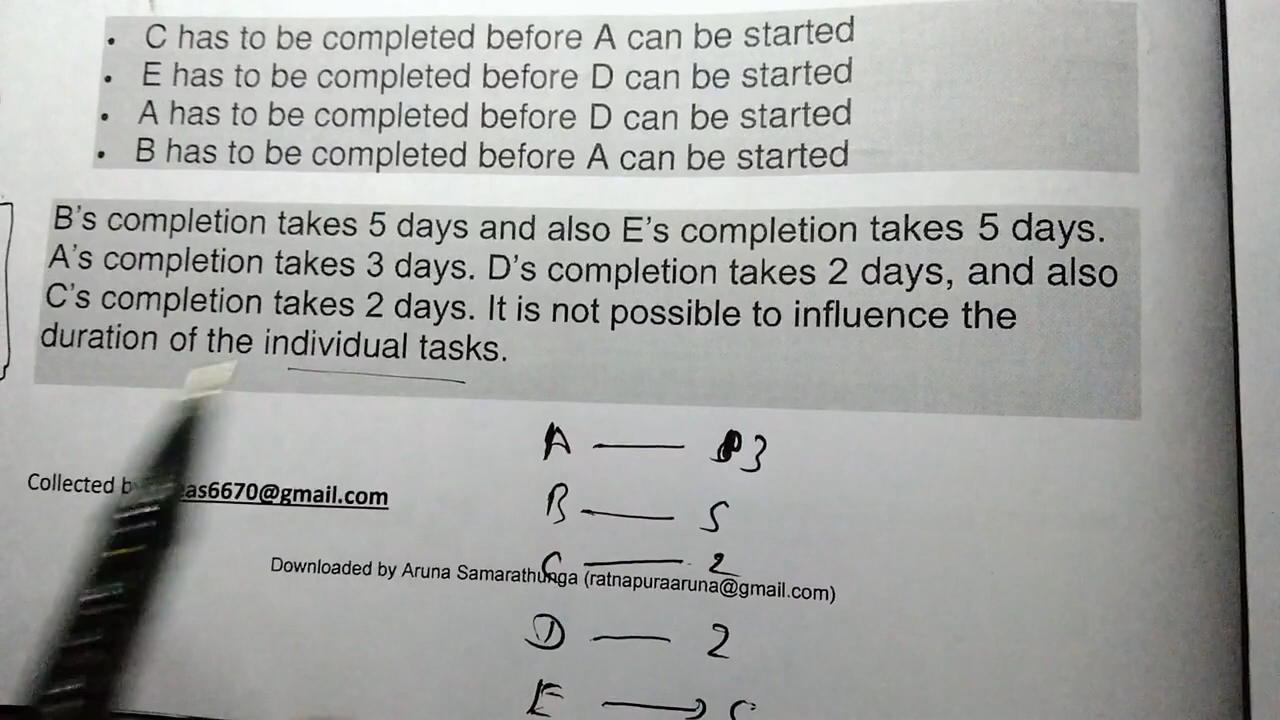 • C has to be completed before A can be started
• E has to be completed before D can be started
• A has to be completed before D can be started
• B has to be completed before A can be started
B's completion takes 5 days and also E's completion takes 5 days.
A's completion takes 3 days. D's completion takes 2 days, and also
C's completion takes 2 days. It is not possible to influence the
duration of the individual tasks.
A — 3
B — 5
Collected as6670@gmail.com
C — 2
Downloaded by Aruna Samarathunga (ratnapuraaruna@gmail.com)
D — 2
E